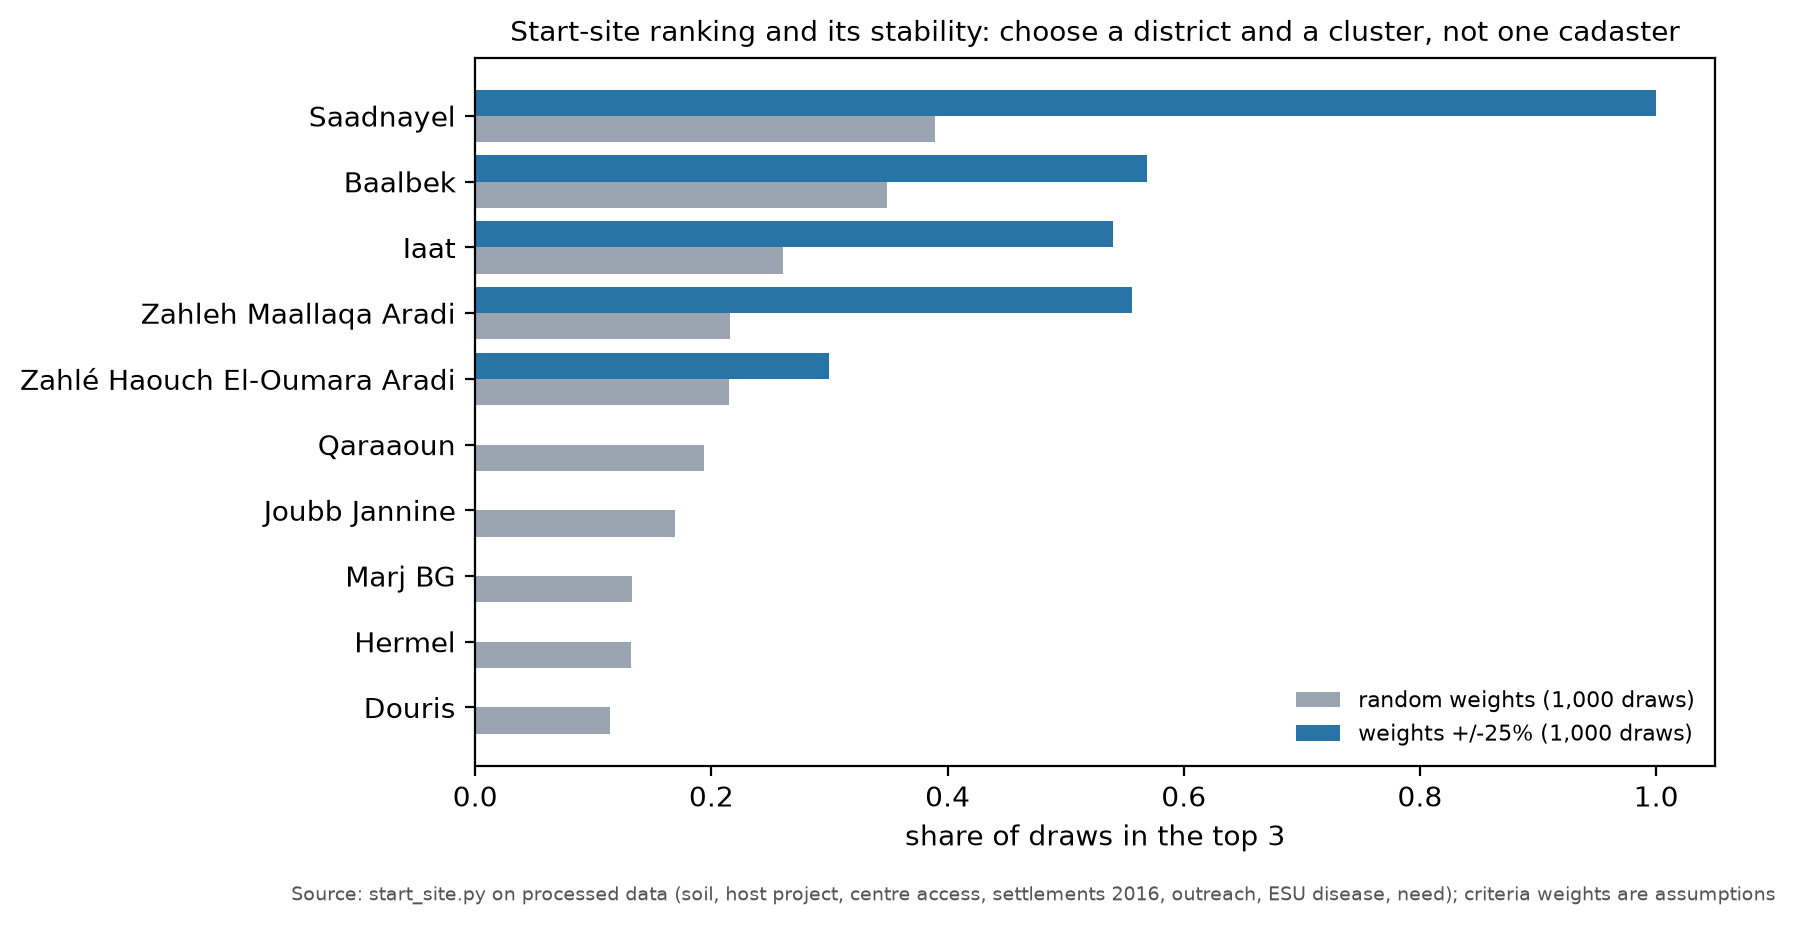 Start-site ranking and its stability: choose a district and a cluster, not one cadaster
Saadnayel
Baalbek
Iaat
Zahleh Maallaqa Aradi
Zahlé Haouch El-Oumara Aradi
Qaraaoun
Joubb Jannine
Marj BG
Hermel
Douris
random weights (1,000 draws)
weights +/-25% (1,000 draws)
0.0 0.2 0.4 0.6 0.8 1.0
share of draws in the top 3
Source: start_site.py on processed data (soil, host project, centre access, settlements 2016, outreach, ESU disease, need); criteria weights are assumptions